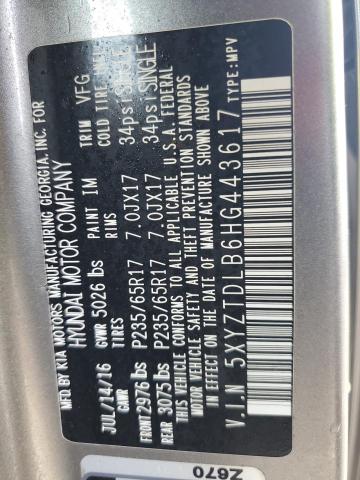 MFD BY KIA MOTORS MANUFACTURING GEORGIA, INC. FOR
HYUNDAI MOTOR COMPANY
JUL/14/16 GVWR 5026 lbs PAINT IM TRIM VFG
GAWR TIRES RIMS COLD TIRE
FRONT 2976 lbs P235/65R17 7.0JX17 34psi SINGLE
REAR 3075 lbs P235/65R17 7.0JX17 34psi SINGLE
THIS VEHICLE CONFORMS TO ALL APPLICABLE U.S.A. FEDERAL
MOTOR VEHICLE SAFETY AND THEFT PREVENTION STANDARDS
IN EFFECT ON THE DATE OF MANUFACTURE SHOWN ABOVE
V.I.N 5XYZTDLB6HG443617 TYPE:MPV
Z670